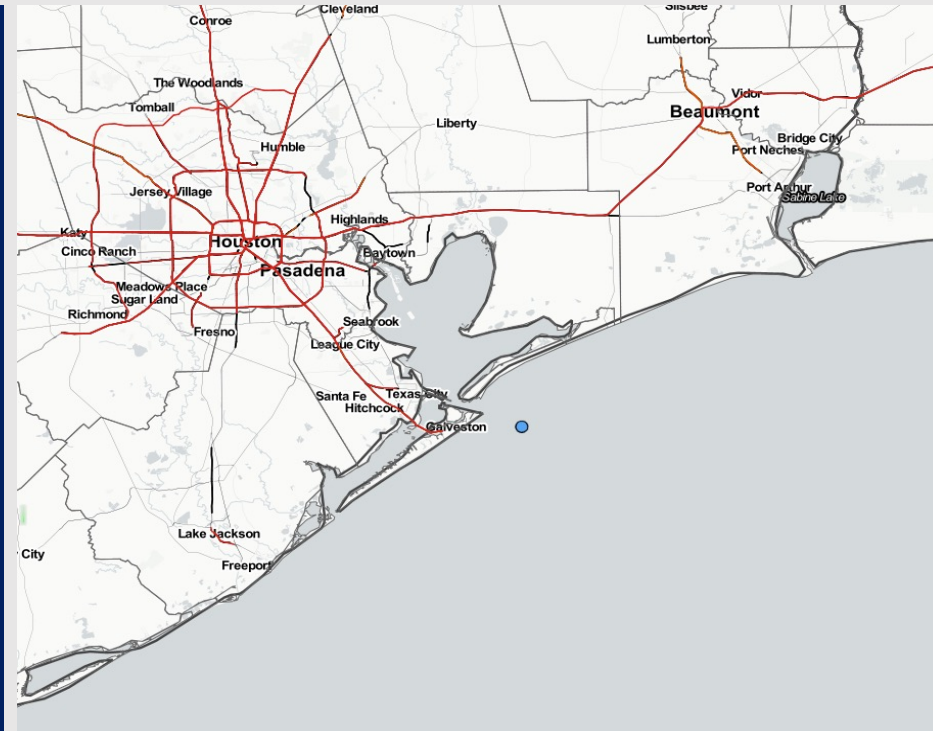 Cleveland
Silsbee
Conroe
Lumberton
The Woodlands
Vidor
Tomball
Beaumont
Liberty
Bridge City
Humble
Port Neches
Jersey Village
Port Arthur
Sabine Lake
Highlands
Katy
Houston
Cinco Ranch
Baytown
Pasadena
Meadows Place
Sugar Land
Richmond
Seabrook
Fresno
League City
Santa Fe
Texas City
Hitchcock
Galveston
Lake Jackson
City
Freeport